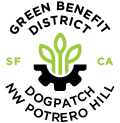 GREEN BENEFIT
DISTRICT
SF
CA
DOGPATCH
NW POTRERO HILL